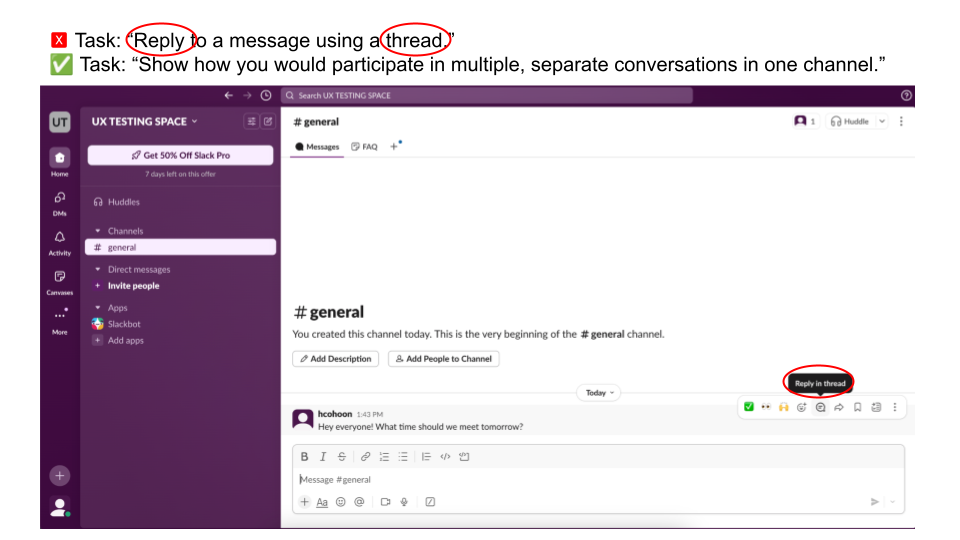 X Task: “Reply to a message using a thread.”
Task: “Show how you would participate in multiple, separate conversations in one channel.”
Search UX TESTING SPACE
UT
UX TESTING SPACE
# general
1
Huddle
Messages
FAQ
Get 50% Off Slack Pro
7 days left on this offer
Home
DMs
Activity
Canvases
More
Huddles
Channels
# general
Direct messages
Invite people
Apps
Slackbot
Add apps
# general
You created this channel today. This is the very beginning of the # general channel.
Add Description
Add People to Channel
Today
Reply in thread
hcohoon 1:43 PM
Hey everyone! What time should we meet tomorrow?
B I S
Message #general
Aa